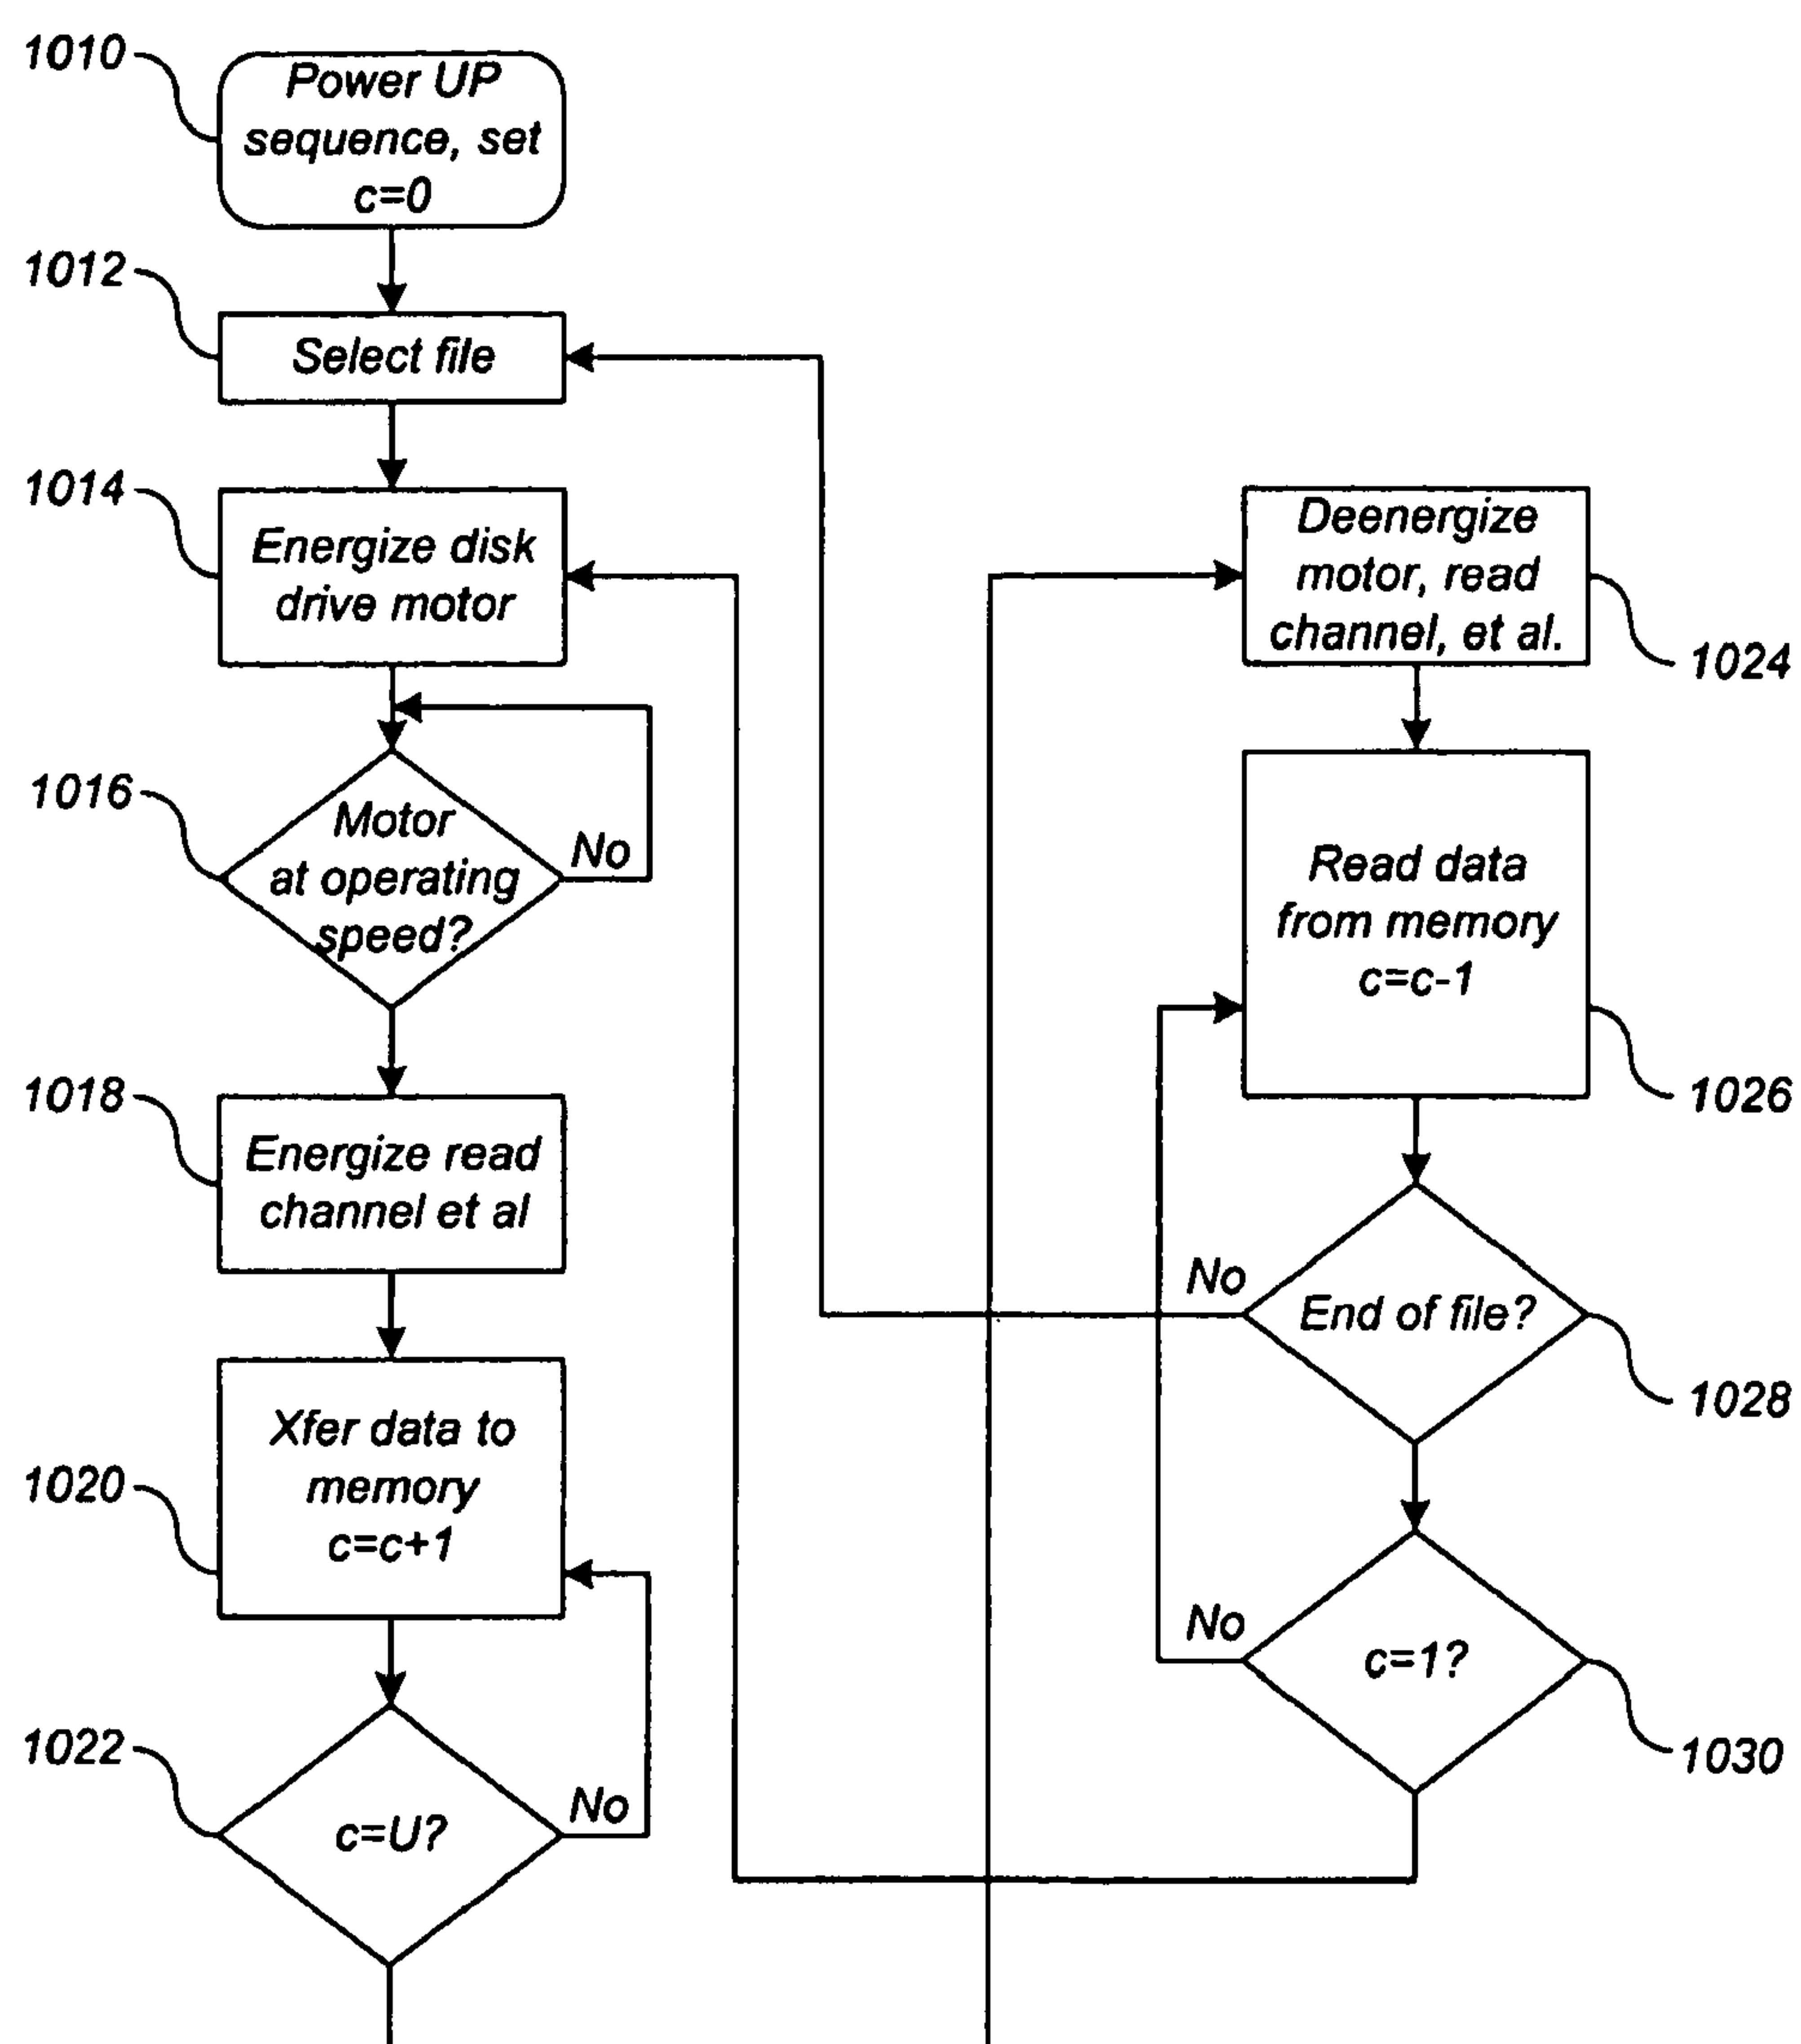 1010
Power UP
sequence, set
c=0
1012
Select file
1014
Energize disk
drive motor
1016
Motor
at operating
speed?
No
1018
Energize read
channel et al
1020
Xfer data to
memory
c=c+1
1022
c=U?
No
Deenergize
motor, read
channel, et al.
1024
Read data
from memory
c=c-1
1026
No
End of file?
1028
No
c=1?
1030